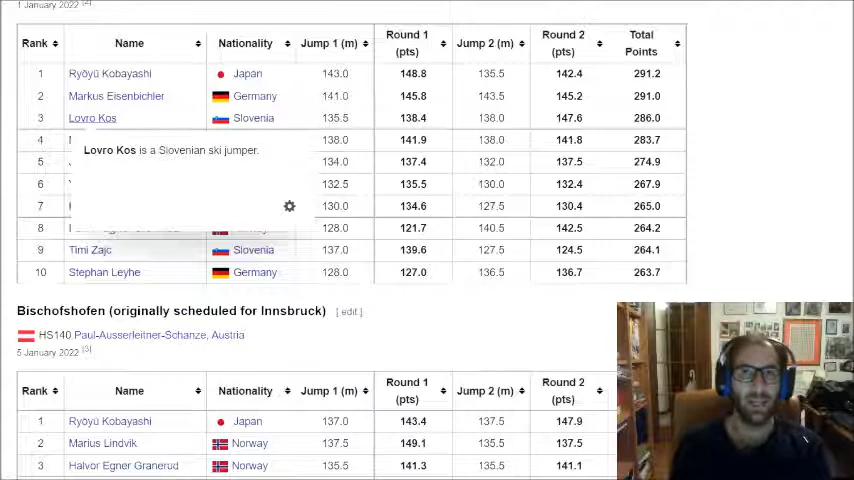 1 January 2022 [2]
Rank Name Nationality Jump 1 (m) Round 1 (pts) Jump 2 (m) Round 2 (pts) Total Points
1 Ryōyū Kobayashi Japan 143.0 148.8 135.5 142.4 291.2
2 Markus Eisenbichler Germany 141.0 145.8 143.5 145.2 291.0
3 Lovro Kos Slovenia 135.5 138.4 138.0 147.6 286.0
4 138.0 141.9 138.0 141.8 283.7
Lovro Kos is a Slovenian ski jumper.
5 134.0 137.4 132.0 137.5 274.9
6 132.5 135.5 130.0 132.4 267.9
7 130.0 134.6 127.5 130.4 265.0
8 128.0 121.7 140.5 142.5 264.2
9 Timi Zajc Slovenia 137.0 139.6 127.5 124.5 264.1
10 Stephan Leyhe Germany 128.0 127.0 136.5 136.7 263.7
Bischofshofen (originally scheduled for Innsbruck) [ edit ]
HS140 Paul-Ausserleitner-Schanze, Austria
5 January 2022 [3]
Rank Name Nationality Jump 1 (m) Round 1 (pts) Jump 2 (m) Round 2 (pts)
1 Ryōyū Kobayashi Japan 137.0 143.4 137.5 147.9
2 Marius Lindvik Norway 137.5 149.1 135.5 137.5
3 Halvor Egner Granerud Norway 135.5 141.3 135.5 141.1